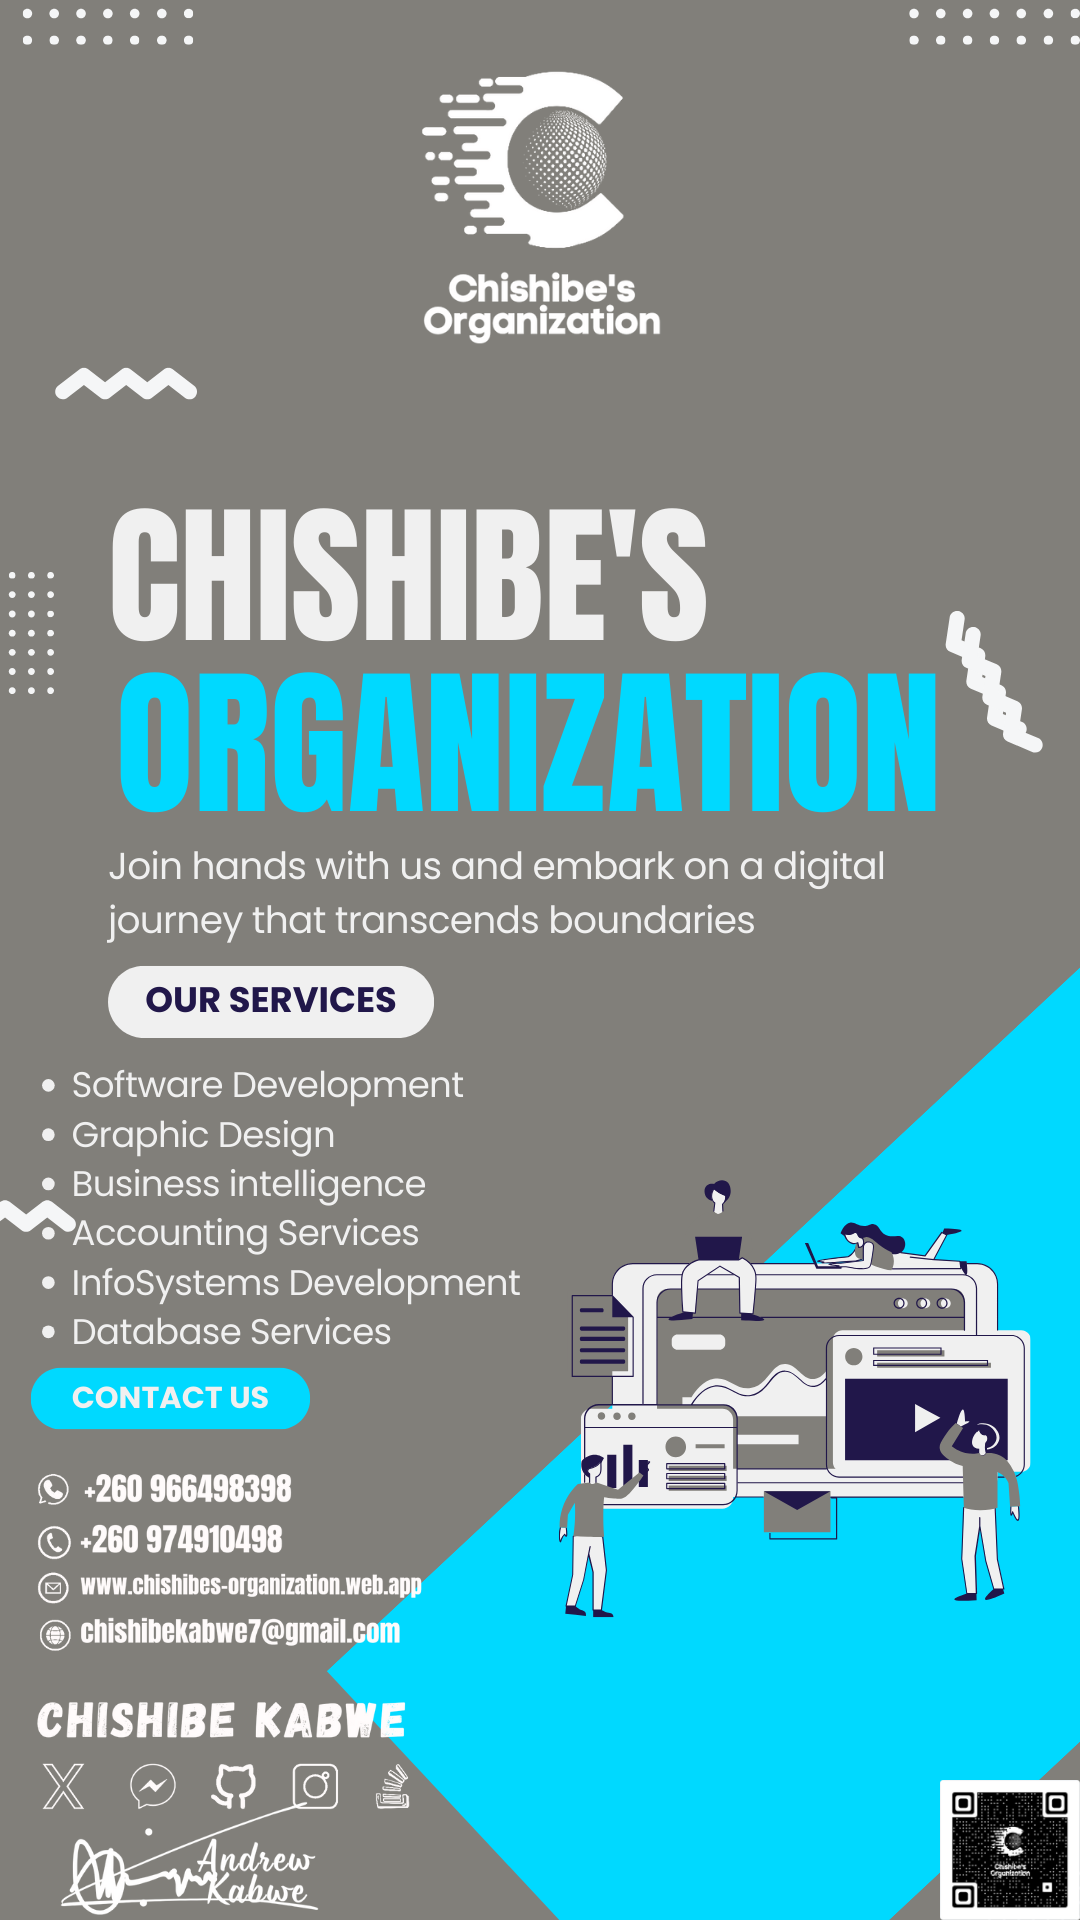 Chishibe's
Organization
CHISHIBE'S
ORGANIZATION
Join hands with us and embark on a digital
journey that transcends boundaries
OUR SERVICES
Software Development
Graphic Design
Business intelligence
Accounting Services
InfoSystems Development
Database Services
CONTACT US
+260 966498398
+260 974910498
www.chishibes-organization.web.app
chishibekabwe7@gmail.com
CHISHIBE KABWE
Andrew
Kabwe
Chishibe's
Organization